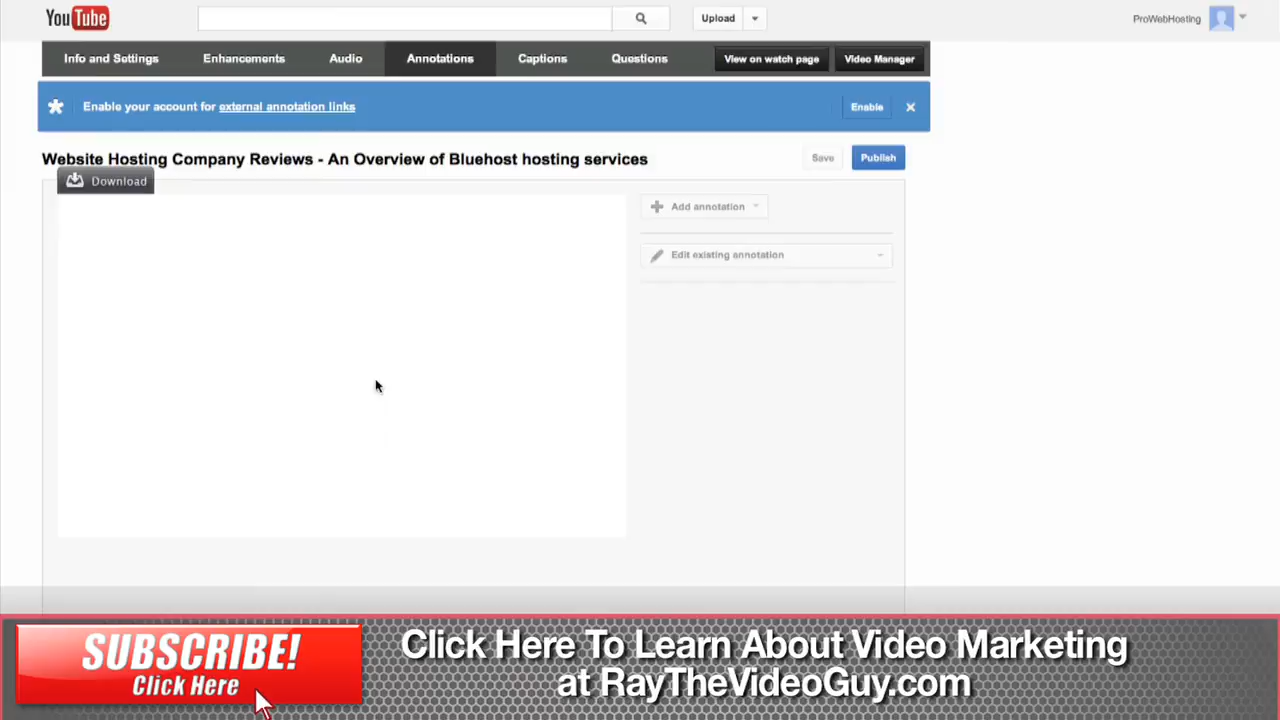 YouTube
Upload
ProWebHosting
Info and Settings Enhancements Audio Annotations Captions Questions View on watch page Video Manager
Enable your account for external annotation links Enable
Website Hosting Company Reviews - An Overview of Bluehost hosting services Save Publish
Download
Add annotation
Edit existing annotation
SUBSCRIBE!
Click Here
Click Here To Learn About Video Marketing
at RayTheVideoGuy.com